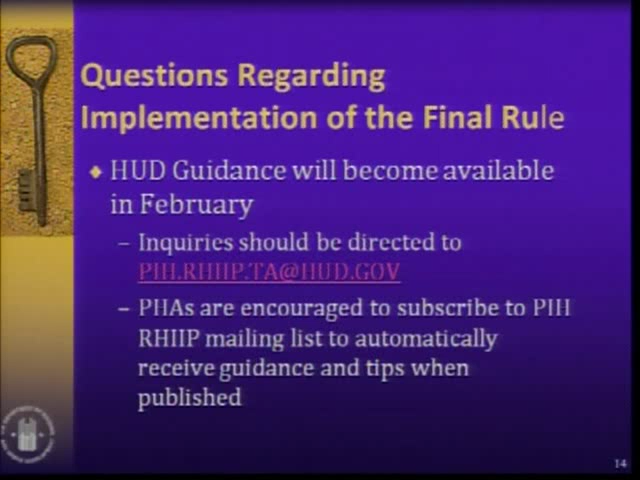 Questions Regarding
Implementation of the Final Rule
HUD Guidance will become available
in February
– Inquiries should be directed to
PIH.RHIIP.TA@HUD.GOV
– PHAs are encouraged to subscribe to PIH
RHIIP mailing list to automatically
receive guidance and tips when
published
14